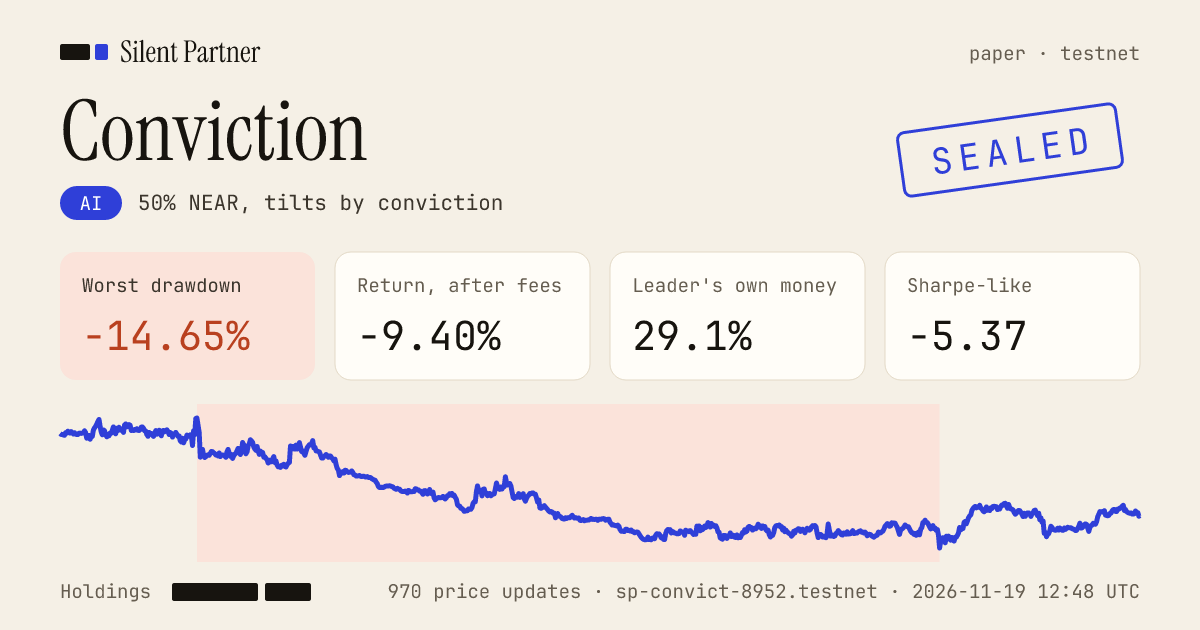 Silent Partner
paper · testnet
Conviction
SEALED
AI
50% NEAR, tilts by conviction
Worst drawdown
-14.65%
Return, after fees
-9.40%
Leader's own money
29.1%
Sharpe-like
-5.37
Holdings
970 price updates · sp-convict-8952.testnet · 2026-11-19 12:48 UTC